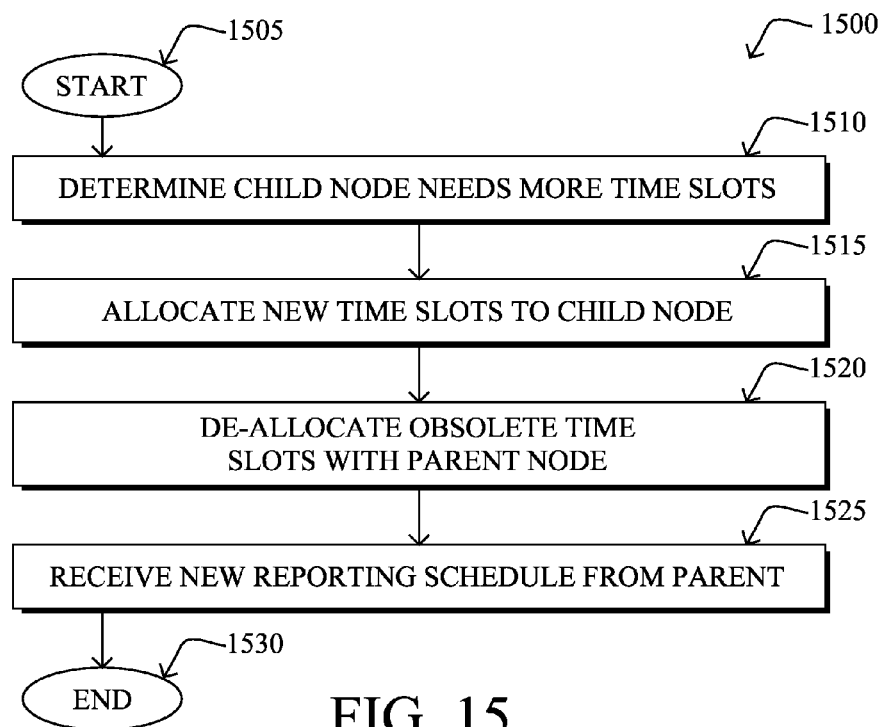 1505
1500
START
1510
DETERMINE CHILD NODE NEEDS MORE TIME SLOTS
1515
ALLOCATE NEW TIME SLOTS TO CHILD NODE
1520
DE-ALLOCATE OBSOLETE TIME
SLOTS WITH PARENT NODE
1525
RECEIVE NEW REPORTING SCHEDULE FROM PARENT
1530
END
FIG. 15